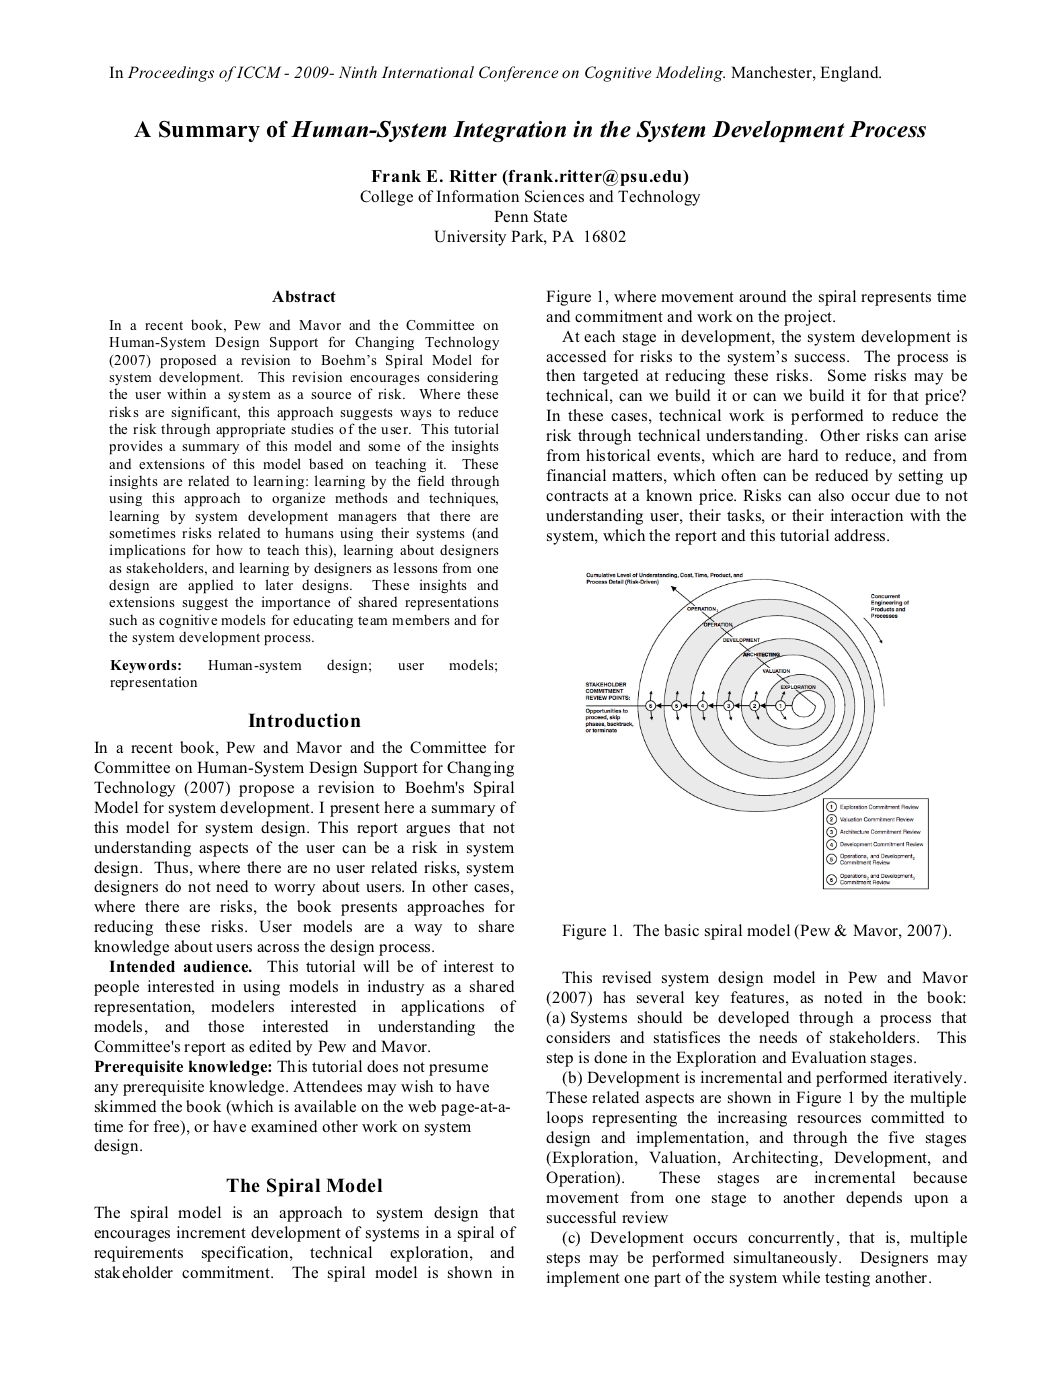 In Proceedings of ICCM - 2009- Ninth International Conference on Cognitive Modeling. Manchester, England.
A Summary of Human-System Integration in the System Development Process
Frank E. Ritter (frank.ritter@psu.edu)
College of Information Sciences and Technology
Penn State
University Park, PA 16802
Abstract
In a recent book, Pew and Mavor and the Committee on
Human-System Design Support for Changing Technology
(2007) proposed a revision to Boehm's Spiral Model for
system development. This revision encourages considering
the user within a system as a source of risk. Where these
risks are significant, this approach suggests ways to reduce
the risk through appropriate studies of the user. This tutorial
provides a summary of this model and some of the insights
and extensions of this model based on teaching it. These
insights are related to learning: learning by the field through
using this approach to organize methods and techniques,
learning by system development managers that there are
sometimes risks related to humans using their systems (and
implications for how to teach this), learning about designers
as stakeholders, and learning by designers as lessons from one
design are applied to later designs. These insights and
extensions suggest the importance of shared representations
such as cognitive models for educating team members and for
the system development process.
Keywords: Human-system design; user models;
representation
Introduction
In a recent book, Pew and Mavor and the Committee for
Committee on Human-System Design Support for Changing
Technology (2007) propose a revision to Boehm's Spiral
Model for system development. I present here a summary of
this model for system design. This report argues that not
understanding aspects of the user can be a risk in system
design. Thus, where there are no user related risks, system
designers do not need to worry about users. In other cases,
where there are risks, the book presents approaches for
reducing these risks. User models are a way to share
knowledge about users across the design process.
Intended audience. This tutorial will be of interest to
people interested in using models in industry as a shared
representation, modelers interested in applications of
models, and those interested in understanding the
Committee's report as edited by Pew and Mavor.
Prerequisite knowledge: This tutorial does not presume
any prerequisite knowledge. Attendees may wish to have
skimmed the book (which is available on the web page-at-a-
time for free), or have examined other work on system
design.
The Spiral Model
The spiral model is an approach to system design that
encourages increment development of systems in a spiral of
requirements specification, technical exploration, and
stakeholder commitment. The spiral model is shown in
Figure 1, where movement around the spiral represents time
and commitment and work on the project.
At each stage in development, the system development is
accessed for risks to the system's success. The process is
then targeted at reducing these risks. Some risks may be
technical, can we build it or can we build it for that price?
In these cases, technical work is performed to reduce the
risk through technical understanding. Other risks can arise
from historical events, which are hard to reduce, and from
financial matters, which often can be reduced by setting up
contracts at a known price. Risks can also occur due to not
understanding user, their tasks, or their interaction with the
system, which the report and this tutorial address.
Cumulative Level of Understanding, Cost, Time, Product, and
Process Detail (Risk-Driven)
Concurrent
Engineering of
Products and
Processes
OPERATION2
OPERATION1
DEVELOPMENT
ARCHITECTING
VALUATION
EXPLORATION
STAKEHOLDER
COMMITMENT
REVIEW POINTS:
Opportunities to
proceed, skip
phases, backtrack,
or terminate
6 5 4 3 2 1
1 Exploration Commitment Review
2 Valuation Commitment Review
3 Architecture Commitment Review
4 Development Commitment Review
5 Operations1 and Development2
Commitment Review
6 Operations2 and Development3
Commitment Review
Figure 1. The basic spiral model (Pew & Mavor, 2007).
This revised system design model in Pew and Mavor
(2007) has several key features, as noted in the book:
(a) Systems should be developed through a process that
considers and statisfices the needs of stakeholders. This
step is done in the Exploration and Evaluation stages.
(b) Development is incremental and performed iteratively.
These related aspects are shown in Figure 1 by the multiple
loops representing the increasing resources committed to
design and implementation, and through the five stages
(Exploration, Valuation, Architecting, Development, and
Operation). These stages are incremental because
movement from one stage to another depends upon a
successful review
(c) Development occurs concurrently, that is, multiple
steps may be performed simultaneously. Designers may
implement one part of the system while testing another.